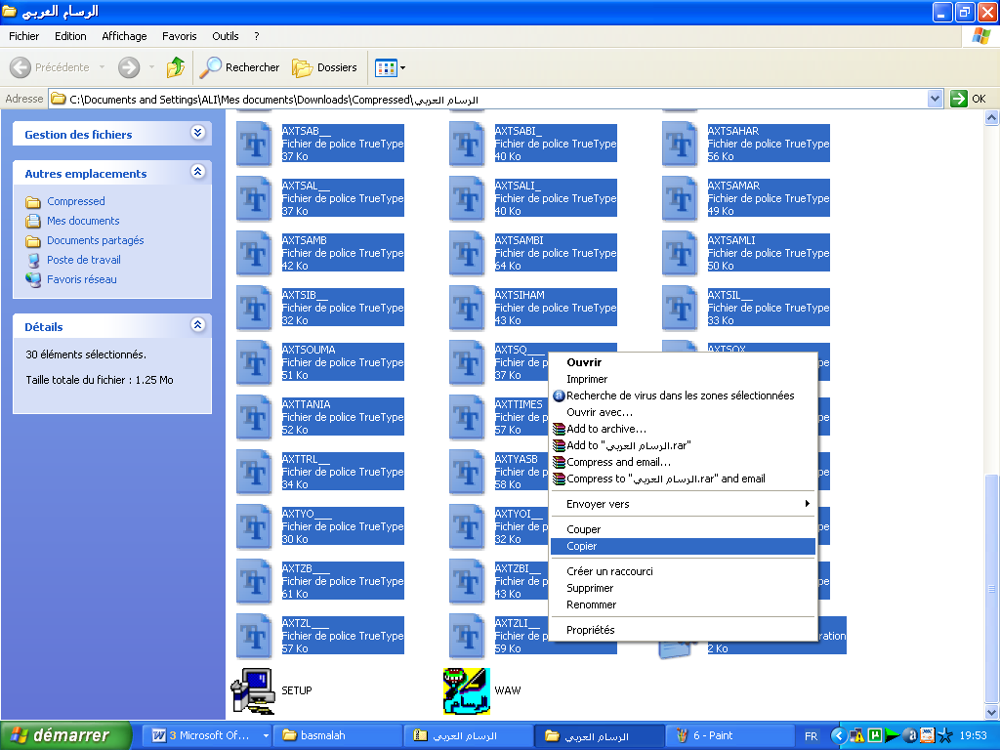 الرسام العربي
Fichier Edition Affichage Favoris Outils ?
Précédente Rechercher Dossiers
Adresse C:\Documents and Settings\ALI\Mes documents\Downloads\Compressed\الرسام العربي OK
Gestion des fichiers
Autres emplacements
Compressed
Mes documents
Documents partagés
Poste de travail
Favoris réseau
Détails
30 éléments sélectionnés.
Taille totale du fichier : 1.25 Mo
AXTSAB__ AXTSABI_ AXTSAHAR
Fichier de police TrueType Fichier de police TrueType Fichier de police TrueType
37 Ko 40 Ko 56 Ko
AXTSAL__ AXTSALI_ AXTSAMAR
Fichier de police TrueType Fichier de police TrueType Fichier de police TrueType
37 Ko 40 Ko 49 Ko
AXTSAMB AXTSAMBI AXTSAMLI
Fichier de police TrueType Fichier de police TrueType Fichier de police TrueType
42 Ko 64 Ko 50 Ko
AXTSIB__ AXTSIHAM AXTSIL__
Fichier de police TrueType Fichier de police TrueType Fichier de police TrueType
32 Ko 43 Ko 33 Ko
AXTSOUMA AXTSQ___ AXTSQX
Fichier de police TrueType Fichier de p
51 Ko 37 Ko
AXTTANIA AXTTIMES
Fichier de police TrueType Fichier de p
52 Ko 57 Ko
AXTTRL__ AXTYASB
Fichier de police TrueType Fichier de p
34 Ko 58 Ko
AXTYO___ AXTYOI__
Fichier de police TrueType Fichier de p
30 Ko 32 Ko
AXTZB___ AXTZBI__
Fichier de police TrueType Fichier de p
61 Ko 43 Ko
AXTZL___ AXTZLI__
Fichier de police TrueType Fichier de p ration
57 Ko 59 Ko 2 Ko
SETUP الرسام WAW
Ouvrir
Imprimer
Recherche de virus dans les zones sélectionnées
Ouvrir avec...
Add to archive...
Add to "الرسام العربي.rar"
Compress and email...
Compress to "الرسام العربي.rar" and email
Envoyer vers
Couper
Copier
Créer un raccourci
Supprimer
Renommer
Propriétés
démarrer 3 Microsoft Of... basmalah الرسام العربي الرسام العربي 6 - Paint FR 19:53